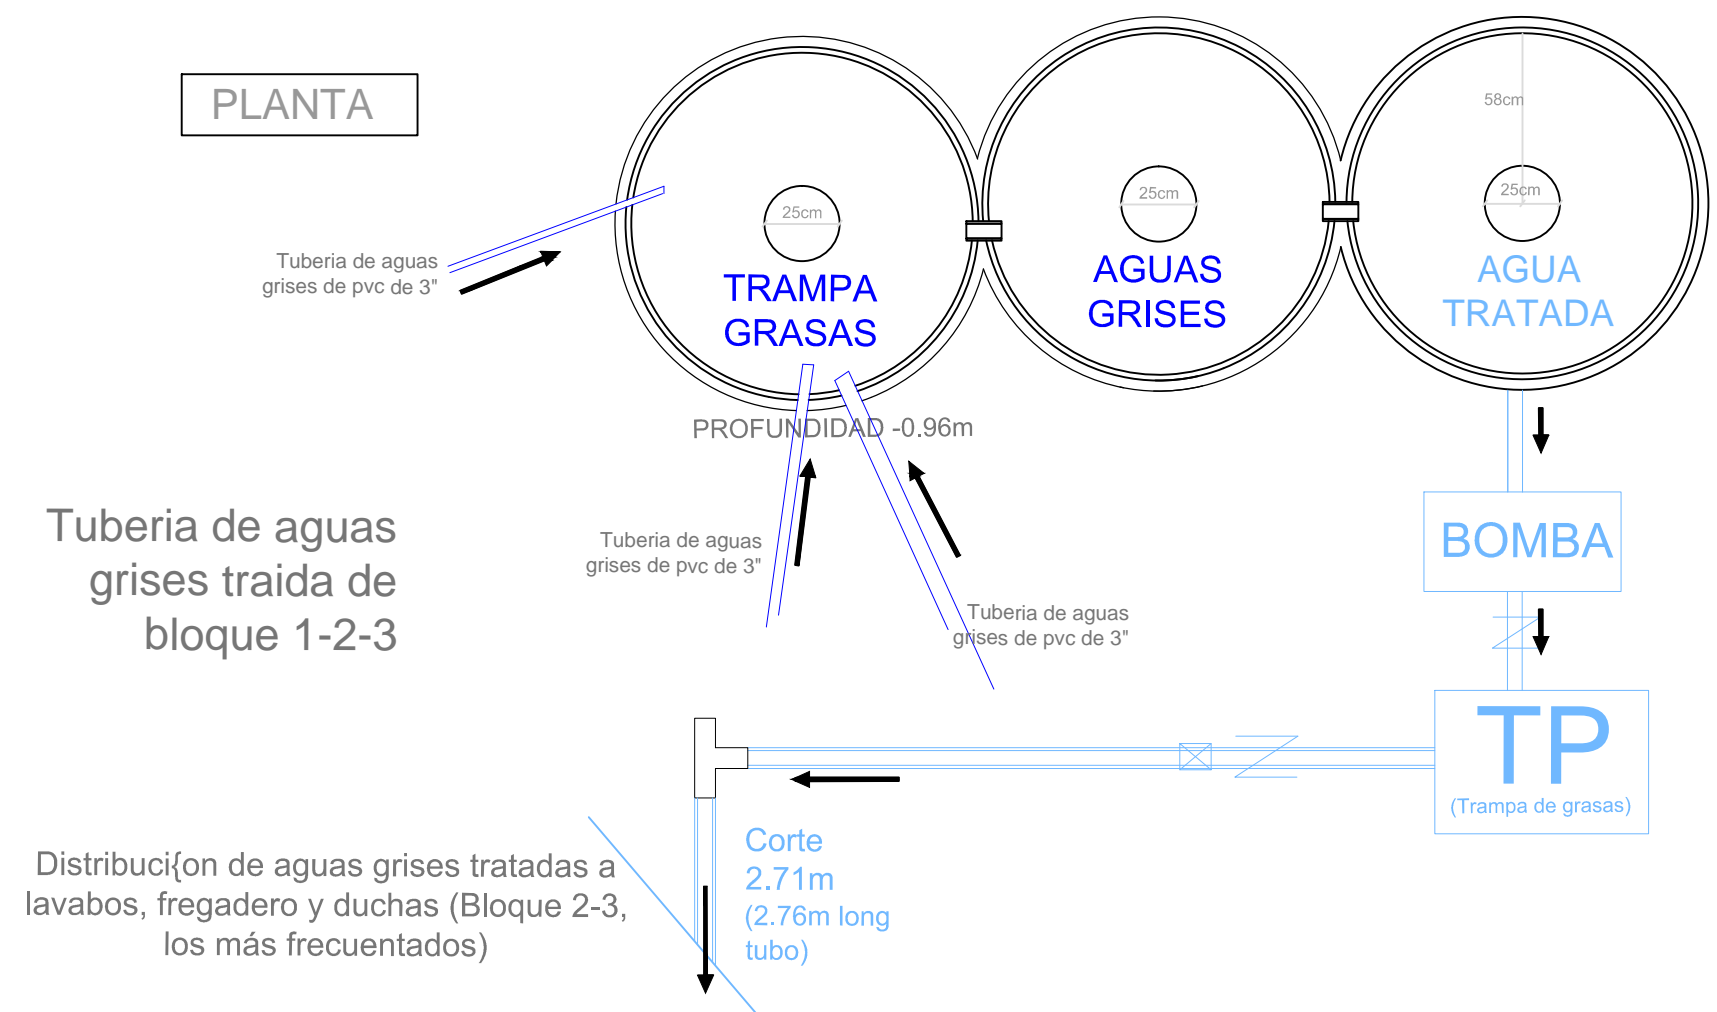 PLANTA
58cm
25cm
25cm
25cm
Tuberia de aguas
grises de pvc de 3"
TRAMPA
GRASAS
AGUAS
GRISES
AGUA
TRATADA
PROFUNDIDAD -0.96m
Tuberia de aguas
grises traida de
bloque 1-2-3
Tuberia de aguas
grises de pvc de 3"
Tuberia de aguas
grises de pvc de 3"
BOMBA
TP
(Trampa de grasas)
Corte
2.71m
(2.76m long
tubo)
Distribuci{on de aguas grises tratadas a
lavabos, fregadero y duchas (Bloque 2-3,
los más frecuentados)